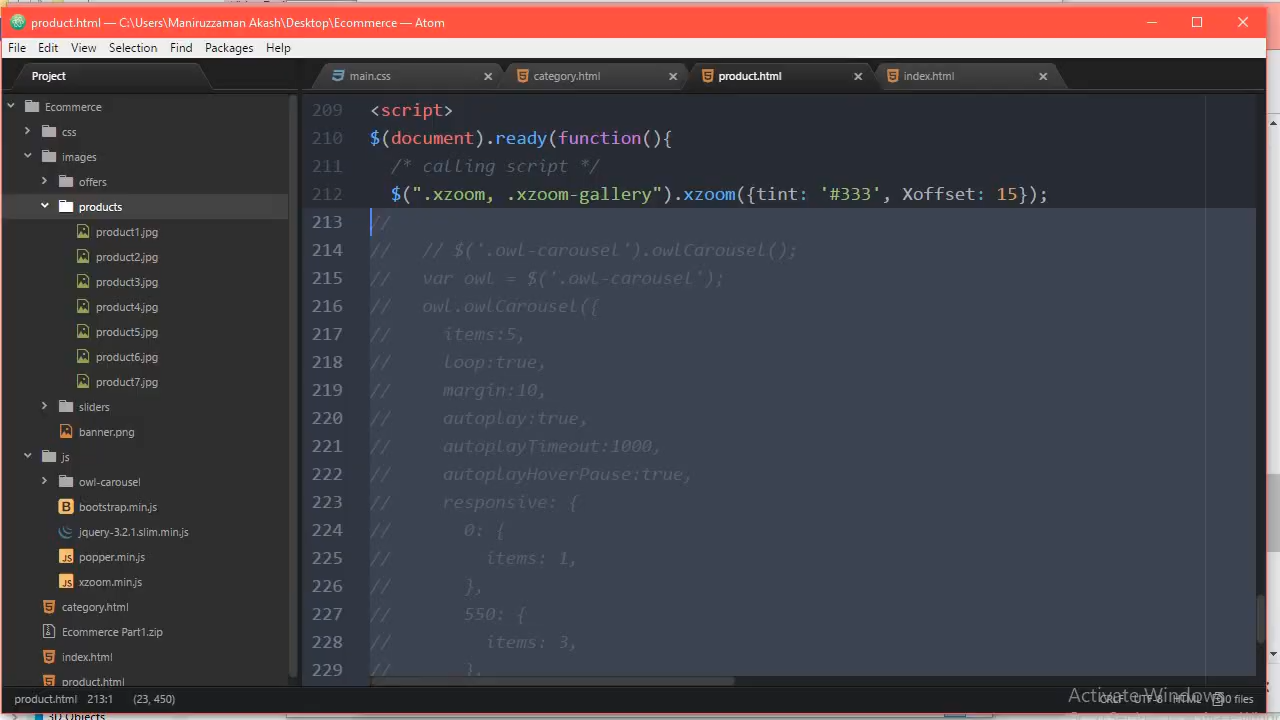 product.html — C:\Users\Maniruzzaman Akash\Desktop\Ecommerce — Atom
File Edit View Selection Find Packages Help
Project
main.css
category.html
product.html
index.html
Ecommerce
css
images
offers
products
product1.jpg
product2.jpg
product3.jpg
product4.jpg
product5.jpg
product6.jpg
product7.jpg
sliders
banner.png
js
owl-carousel
bootstrap.min.js
jquery-3.2.1.slim.min.js
popper.min.js
xzoom.min.js
category.html
Ecommerce Part1.zip
index.html
product.html
209 <script>
210 $(document).ready(function(){
211 /* calling script */
212 $(".xzoom, .xzoom-gallery").xzoom({tint: '#333', Xoffset: 15});
213 //
214 // // $('.owl-carousel').owlCarousel();
215 // var owl = $('.owl-carousel');
216 // owl.owlCarousel({
217 // items:5,
218 // loop:true,
219 // margin:10,
220 // autoplay:true,
221 // autoplayTimeout:1000,
222 // autoplayHoverPause:true,
223 // responsive: {
224 // 0: {
225 // items: 1,
226 // },
227 // 550: {
228 // items: 3,
229 // },
product.html 213:1 (23, 450)
CRLF UTF-8 HTML 0 files
Activate Windows
3D Objects